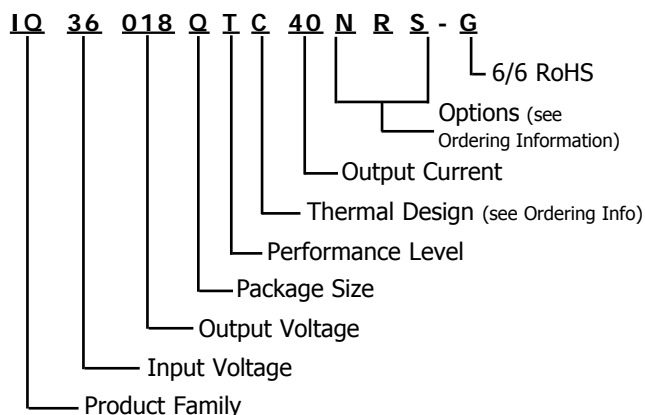 IQ 36 018 Q T C 40 N R S - G
6/6 RoHS
Options (see
Ordering Information)
Output Current
Thermal Design (see Ordering Info)
Performance Level
Package Size
Output Voltage
Input Voltage
Product Family